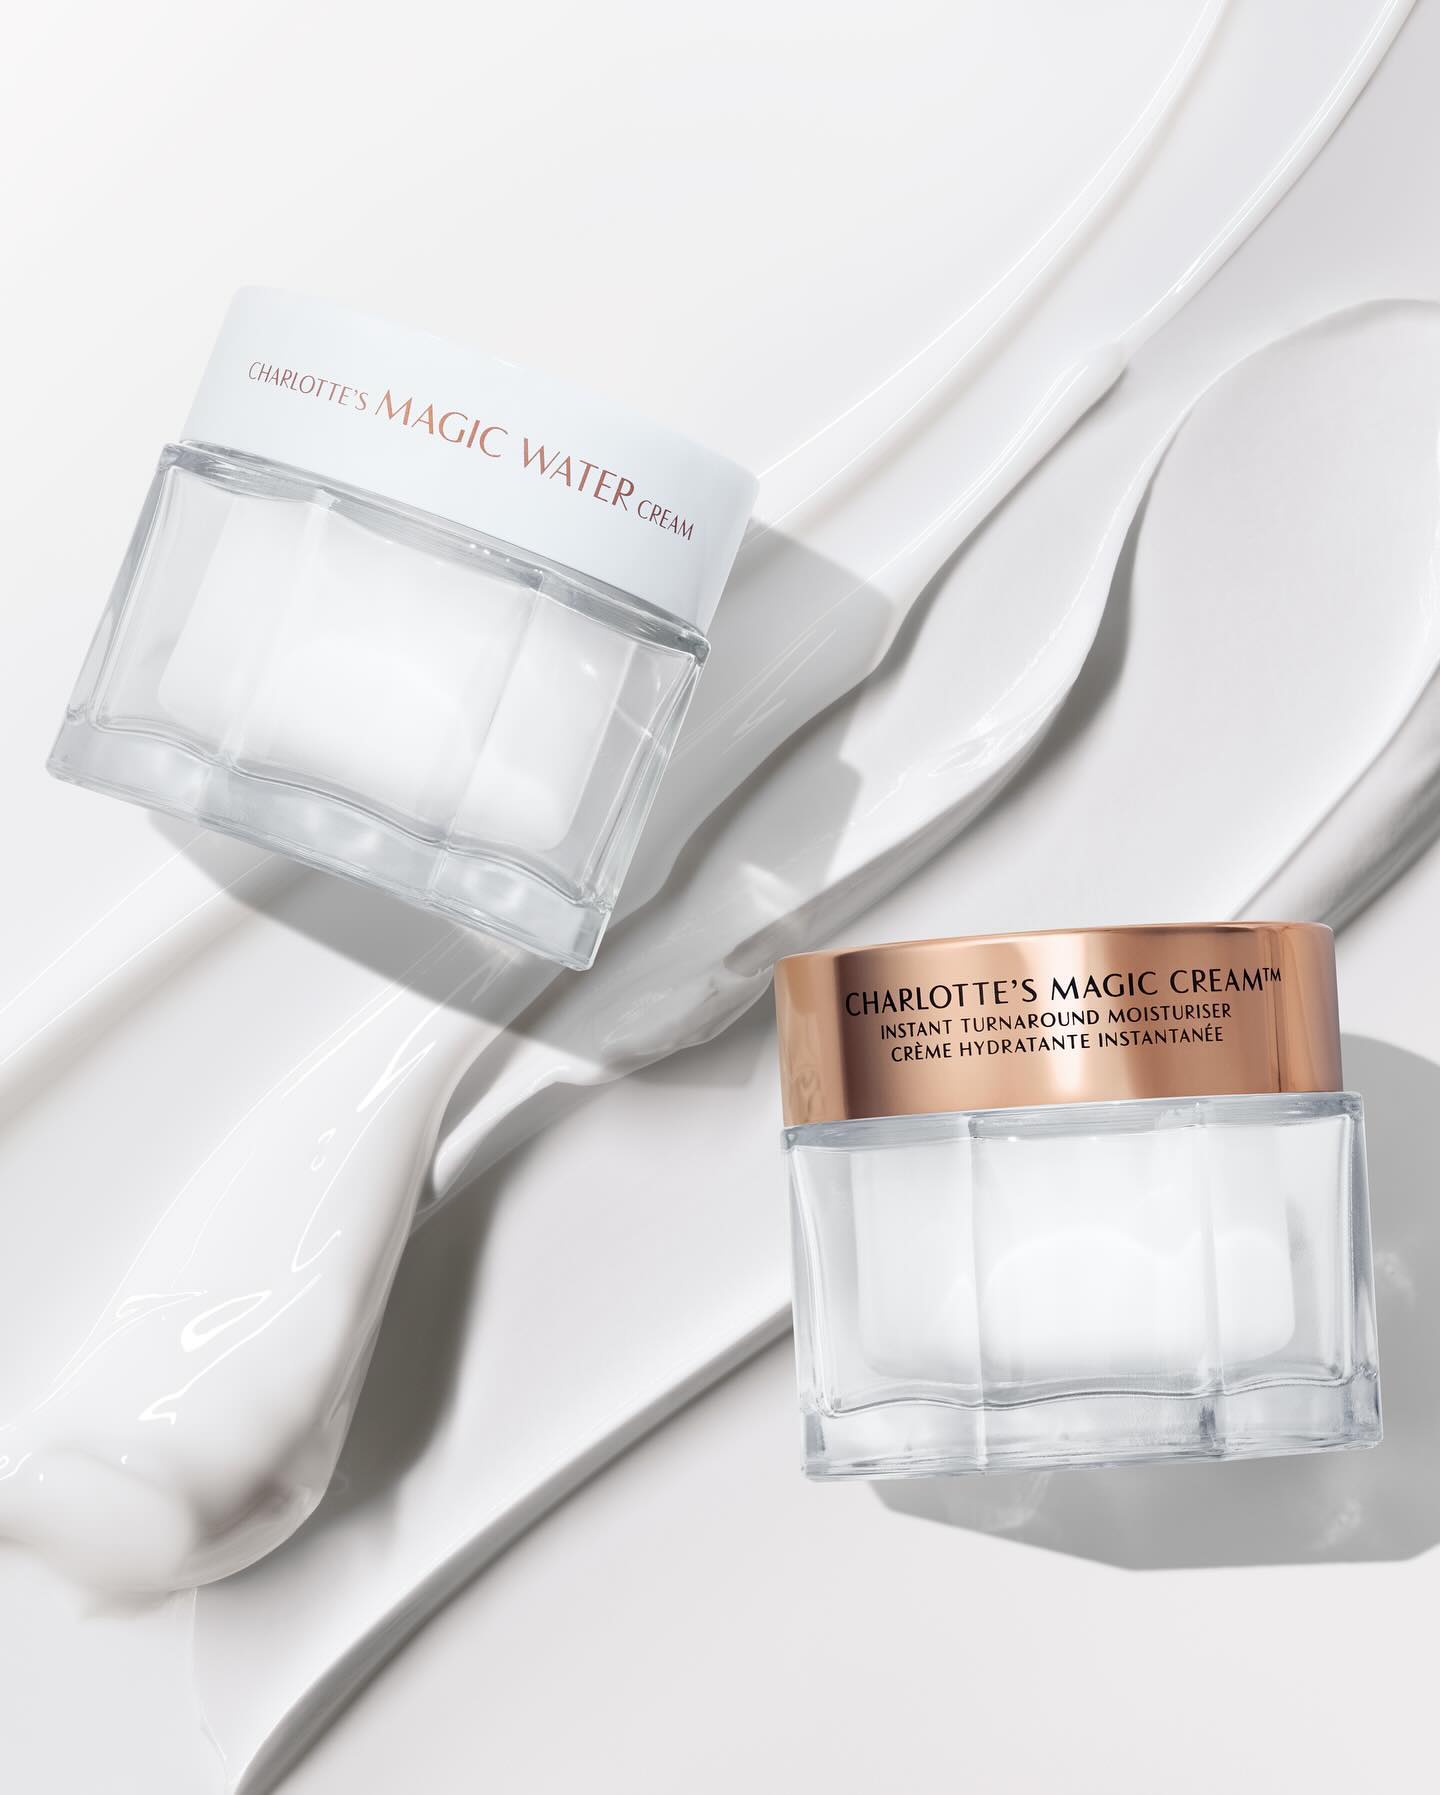 CHARLOTTE'S MAGIC WATER CREAM
CHARLOTTE'S MAGIC CREAM™
INSTANT TURNAROUND MOISTURISER
CRÈME HYDRATANTE INSTANTANÉE